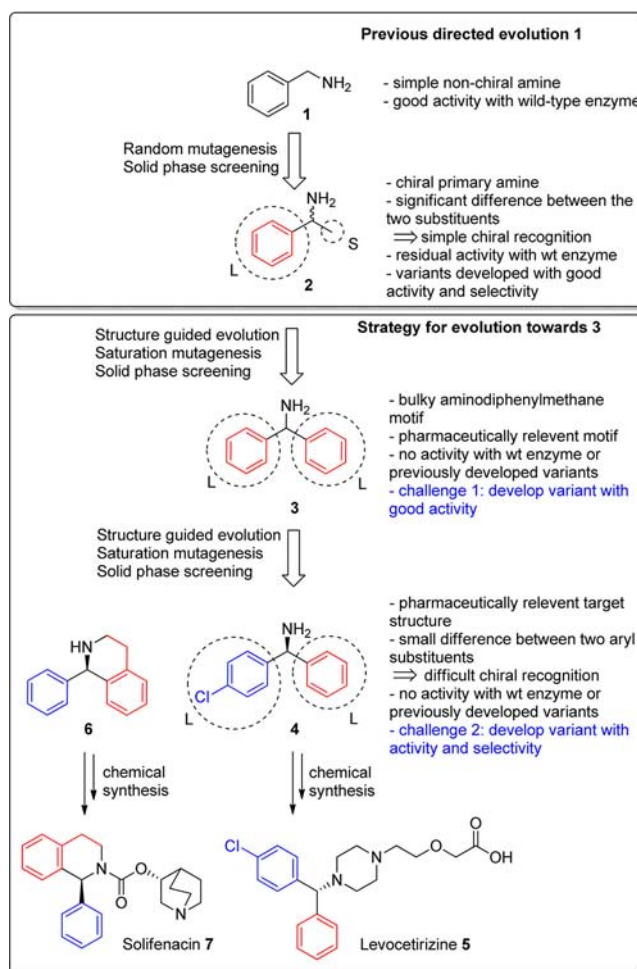 Previous directed evolution 1
NH2
1
- simple non-chiral amine
- good activity with wild-type enzyme
Random mutagenesis
Solid phase screening
NH2
S
L
2
- chiral primary amine
- significant difference between the
two substituents
⇒ simple chiral recognition
- residual activity with wt enzyme
- variants developed with good
activity and selectivity
Strategy for evolution towards 3
Structure guided evolution
Saturation mutagenesis
Solid phase screening
NH2
L
L
3
- bulky aminodiphenylmethane
motif
- pharmaceutically relevent motif
- no activity with wt enzyme or
previously developed variants
- challenge 1: develop variant with
good activity
Structure guided evolution
Saturation mutagenesis
Solid phase screening
HN
6
NH2
Cl
L
L
4
- pharmaceutically relevent target
structure
- small difference between two aryl
substituents
⇒ difficult chiral recognition
- no activity with wt enzyme or
previously developed variants
- challenge 2: develop variant with
activity and selectivity
chemical
synthesis
chemical
synthesis
N
O
O
N
Solifenacin 7
Cl
N
N
O
O
OH
Levocetirizine 5